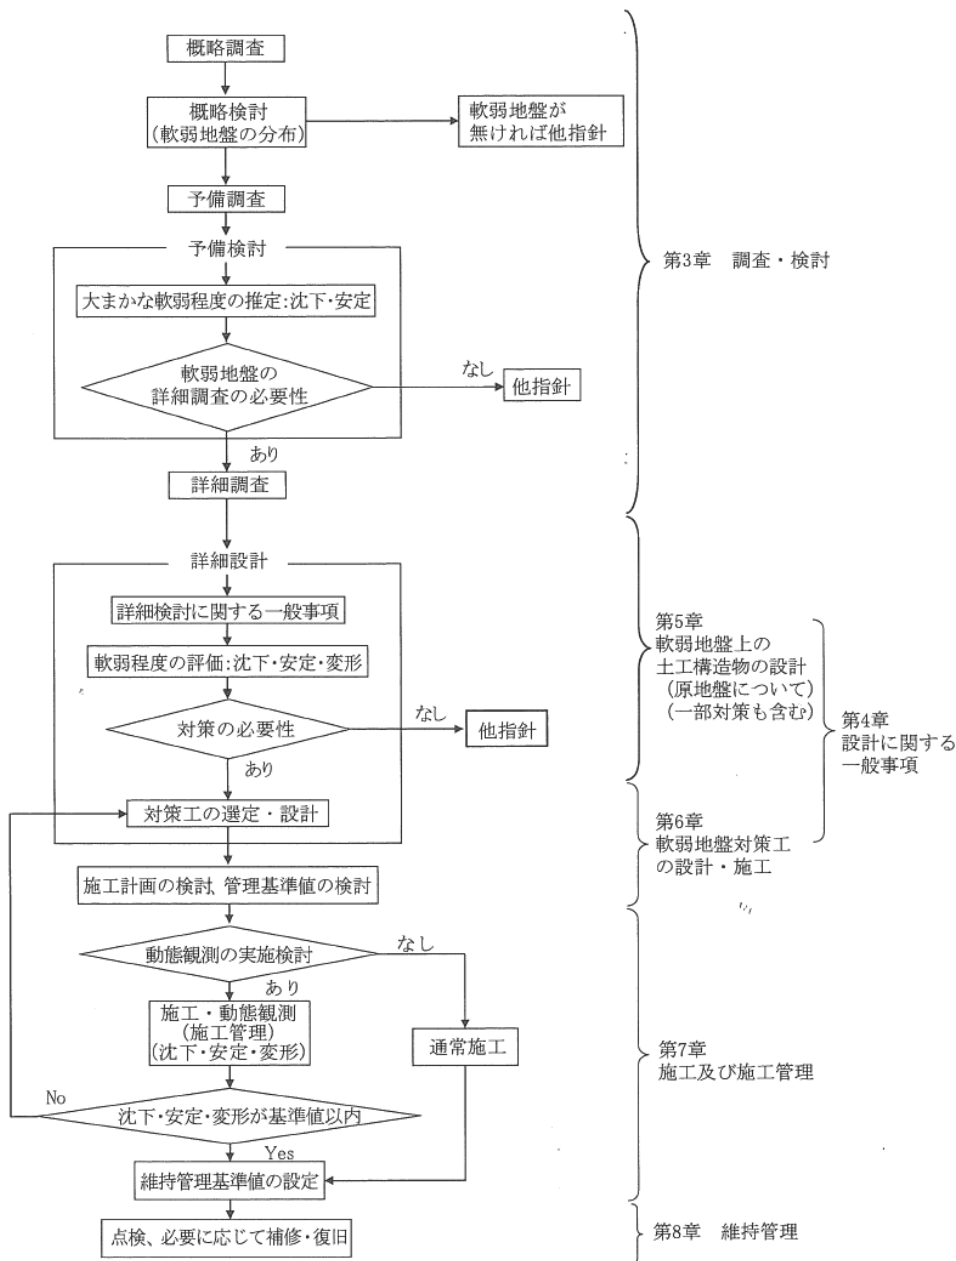 概略調査
概略検討
(軟弱地盤の分布)
軟弱地盤が
無ければ他指針
予備調査
予備検討
大まかな軟弱程度の推定:沈下・安定
軟弱地盤の
詳細調査の必要性
なし
他指針
あり
詳細調査
第3章　調査・検討
詳細設計
詳細検討に関する一般事項
軟弱程度の評価:沈下・安定・変形
対策の必要性
なし
他指針
あり
対策工の選定・設計
第5章
軟弱地盤上の
土工構造物の設計
(原地盤について)
(一部対策も含む)
第4章
設計に関する
一般事項
第6章
軟弱地盤対策工
の設計・施工
施工計画の検討、管理基準値の検討
動態観測の実施検討
なし
あり
施工・動態観測
(施工管理)
(沈下・安定・変形)
通常施工
No
沈下・安定・変形が基準値以内
Yes
維持管理基準値の設定
第7章
施工及び施工管理
点検、必要に応じて補修・復旧
第8章　維持管理